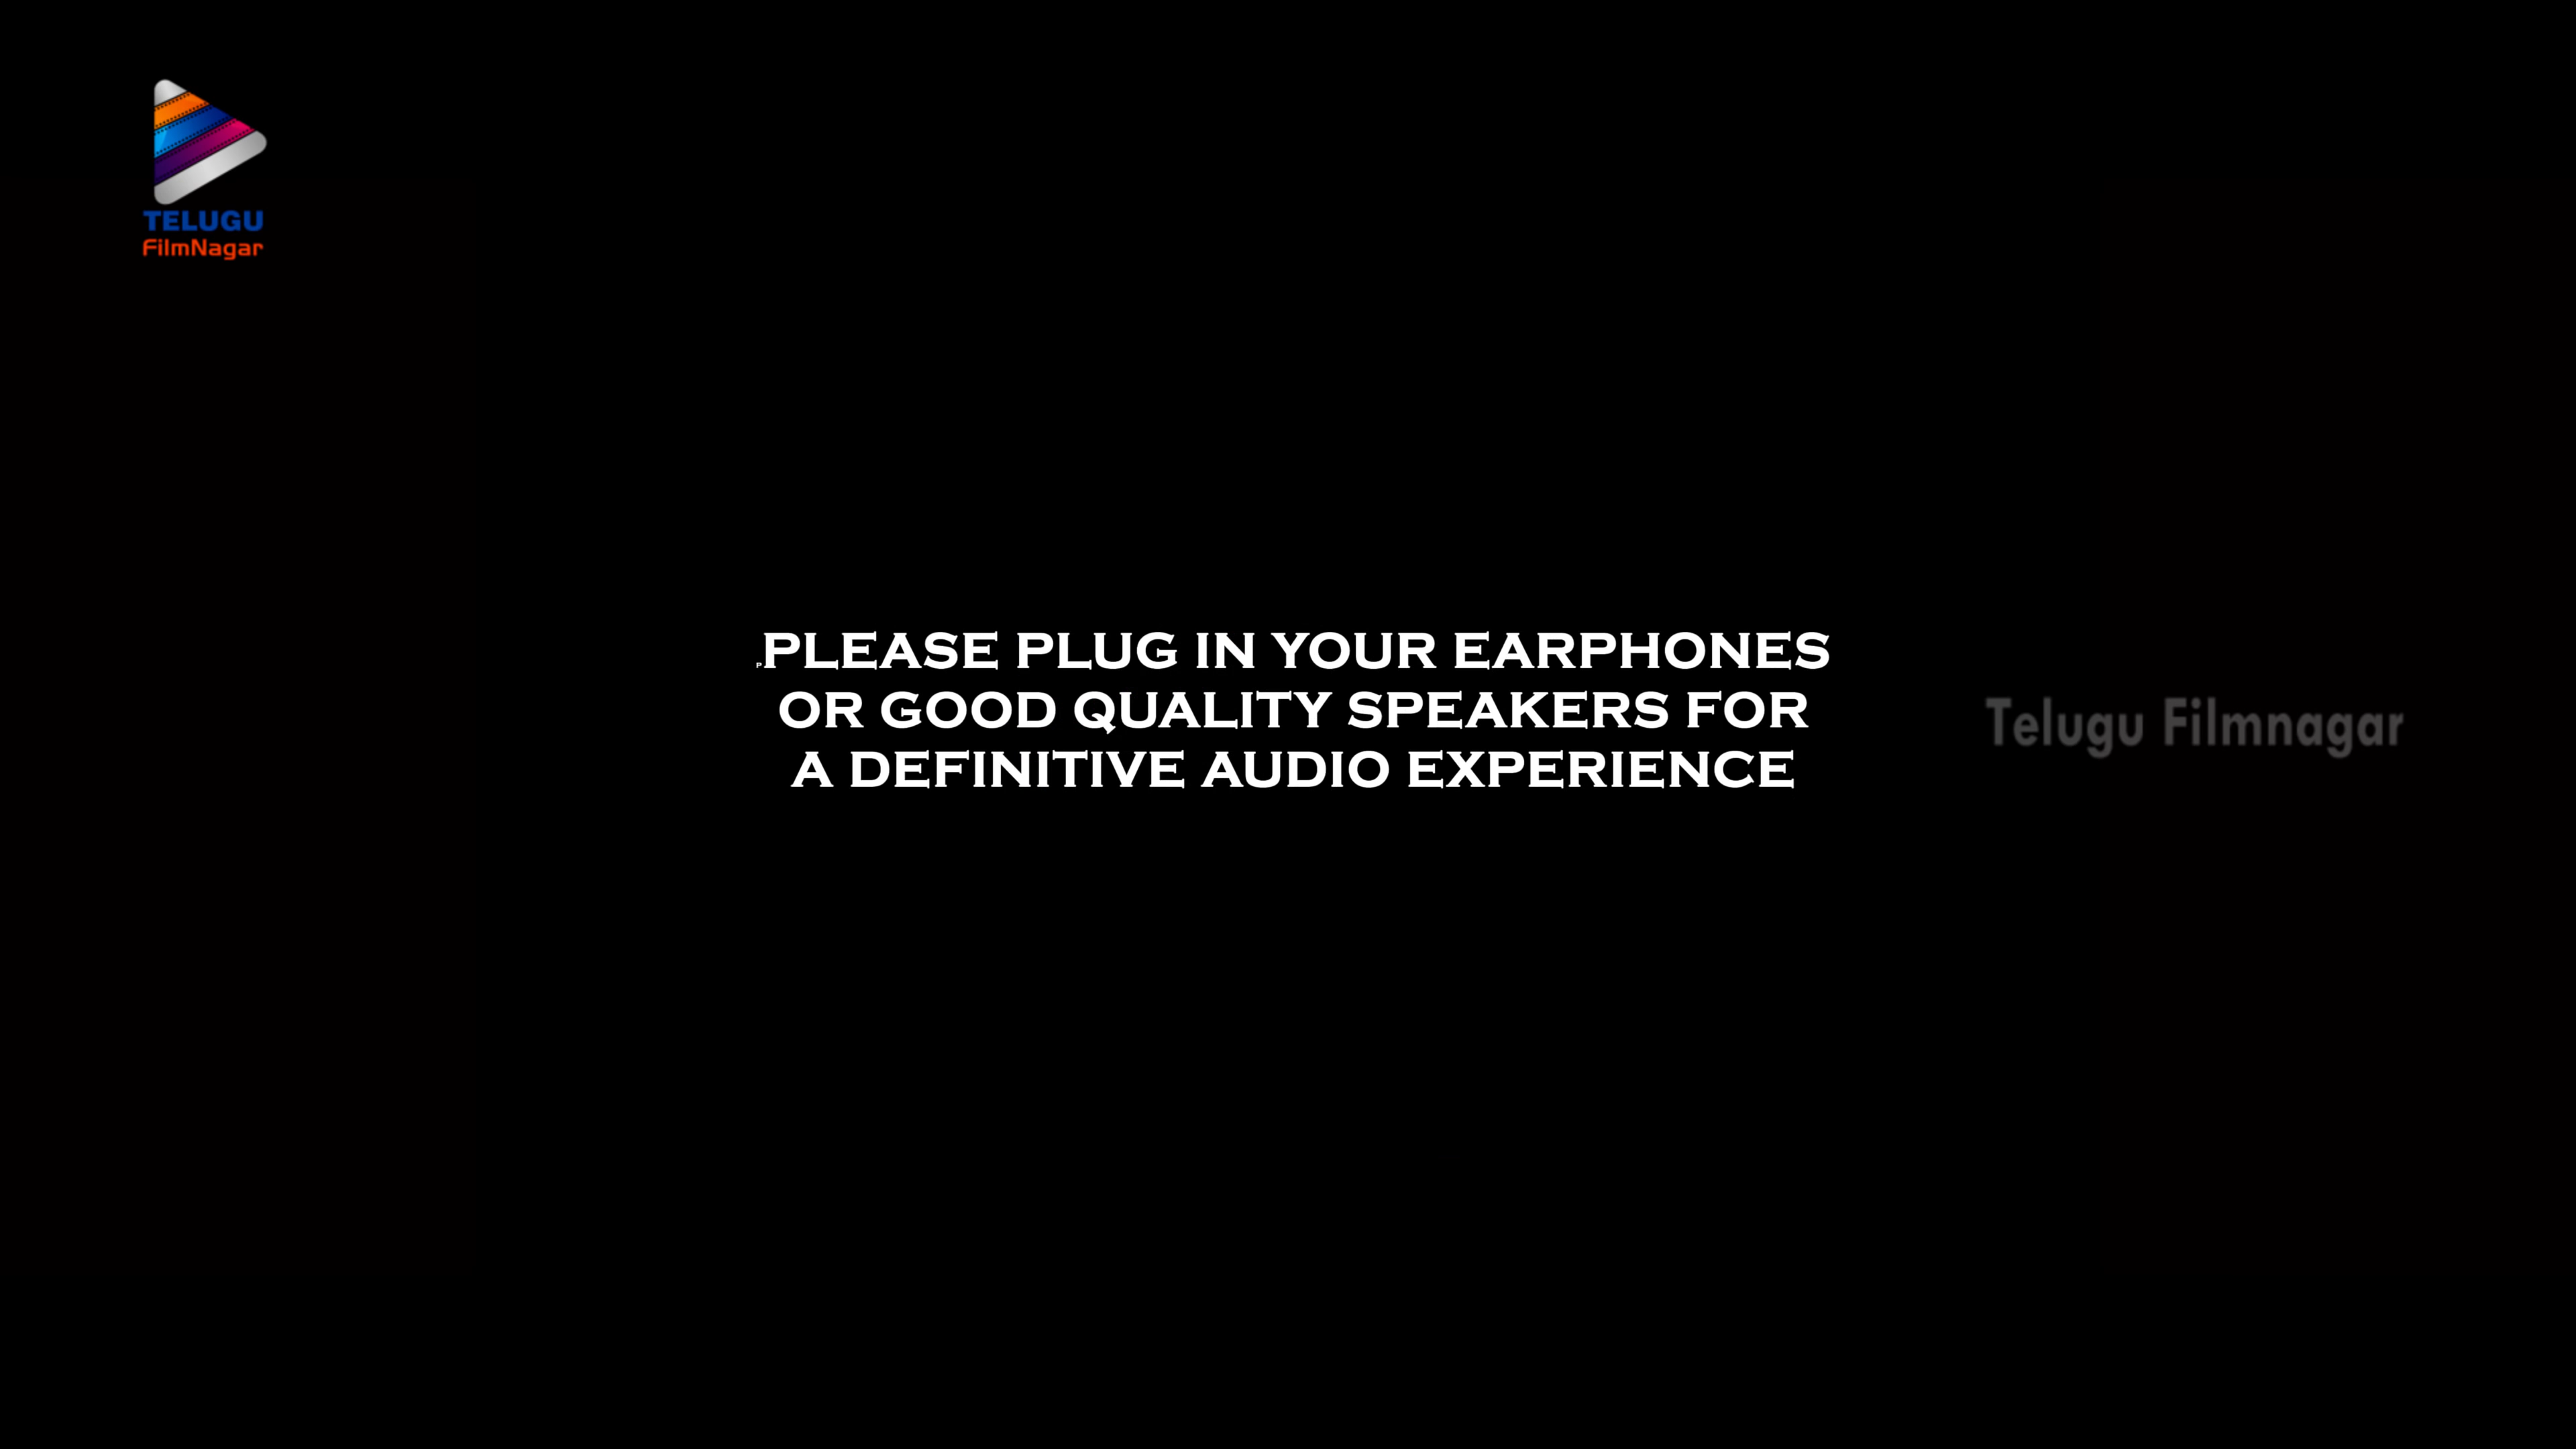 TELUGU
FilmNagar
P.PLEASE PLUG IN YOUR EARPHONES
OR GOOD QUALITY SPEAKERS FOR
A DEFINITIVE AUDIO EXPERIENCE
Telugu Filmnagar